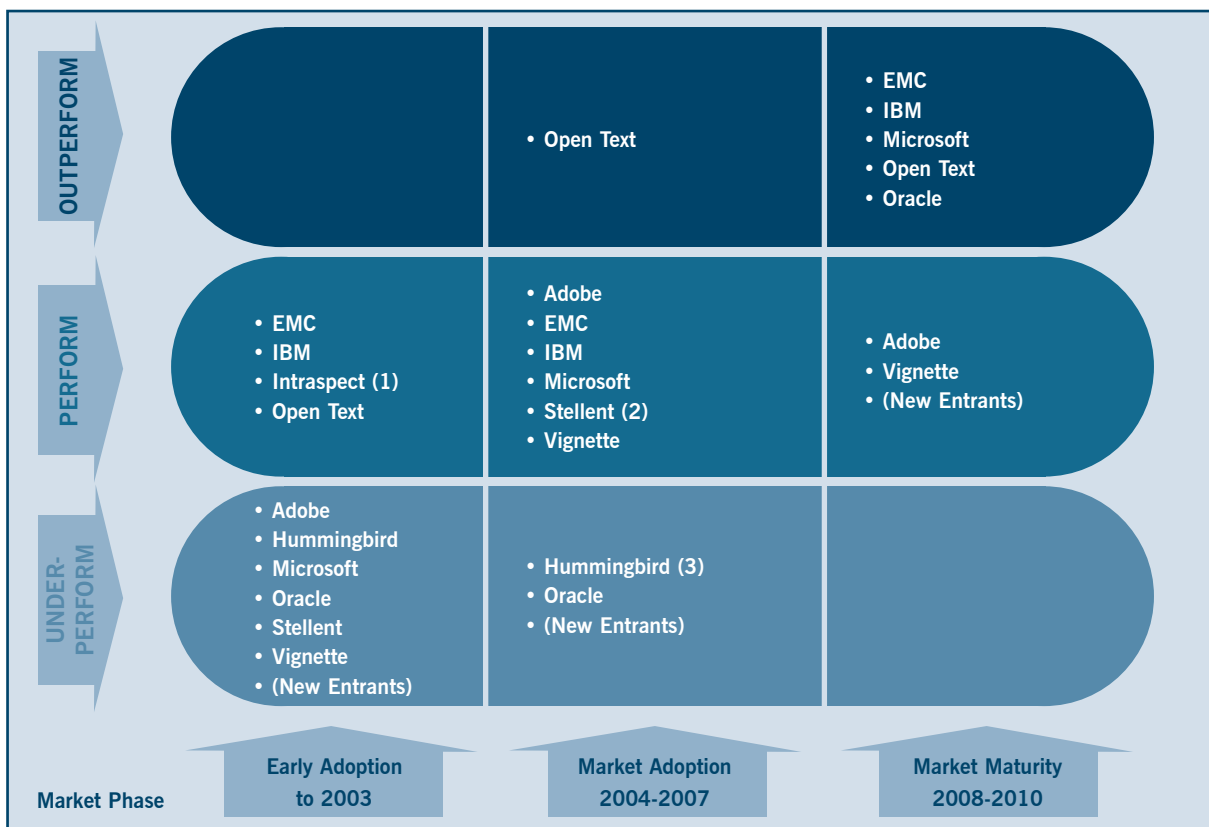 OUTPERFORM
• Open Text
• EMC
• IBM
• Microsoft
• Open Text
• Oracle
PERFORM
• EMC
• IBM
• Intraspect (1)
• Open Text
• Adobe
• EMC
• IBM
• Microsoft
• Stellent (2)
• Vignette
• Adobe
• Vignette
• (New Entrants)
UNDER-
PERFORM
• Adobe
• Hummingbird
• Microsoft
• Oracle
• Stellent
• Vignette
• (New Entrants)
• Hummingbird (3)
• Oracle
• (New Entrants)
Market Phase
Early Adoption
to 2003
Market Adoption
2004-2007
Market Maturity
2008-2010